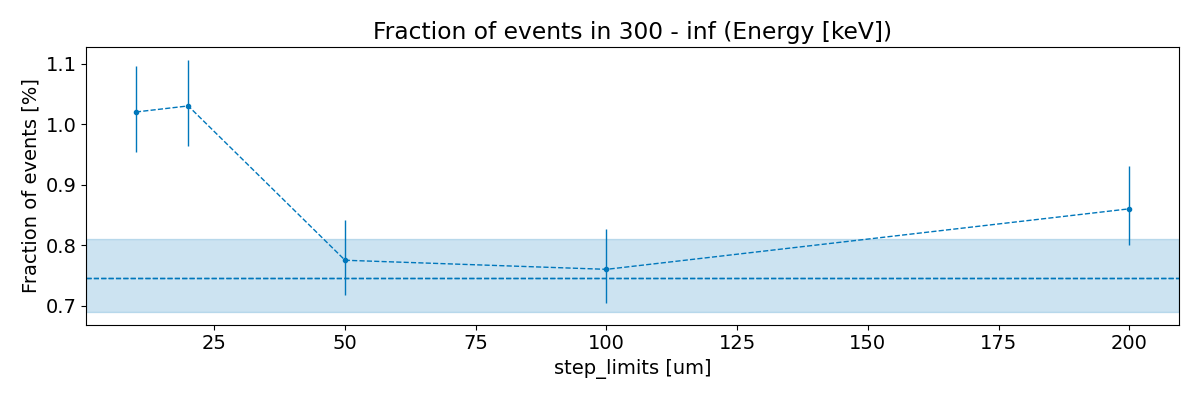 Fraction of events in 300 - inf (Energy [keV])
Fraction of events [%]
1.1
1.0
0.9
0.8
0.7
25 50 75 100 125 150 175 200
step_limits [um]